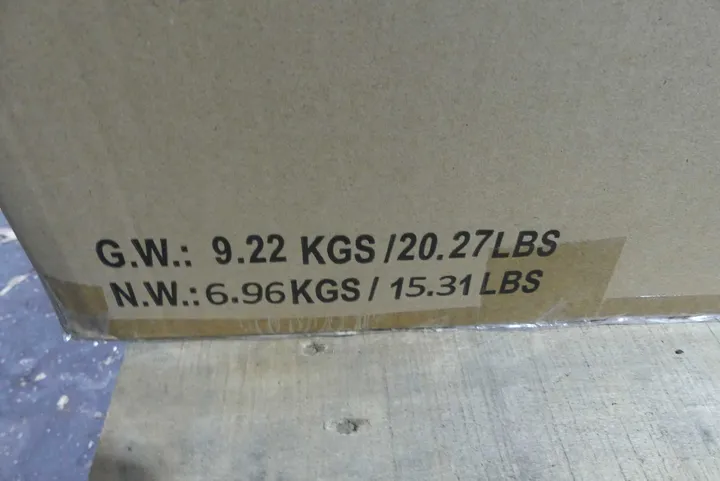 G.W.: 9.22 KGS/20.27LBS
N.W.:6.96KGS/ 15.31 LBS